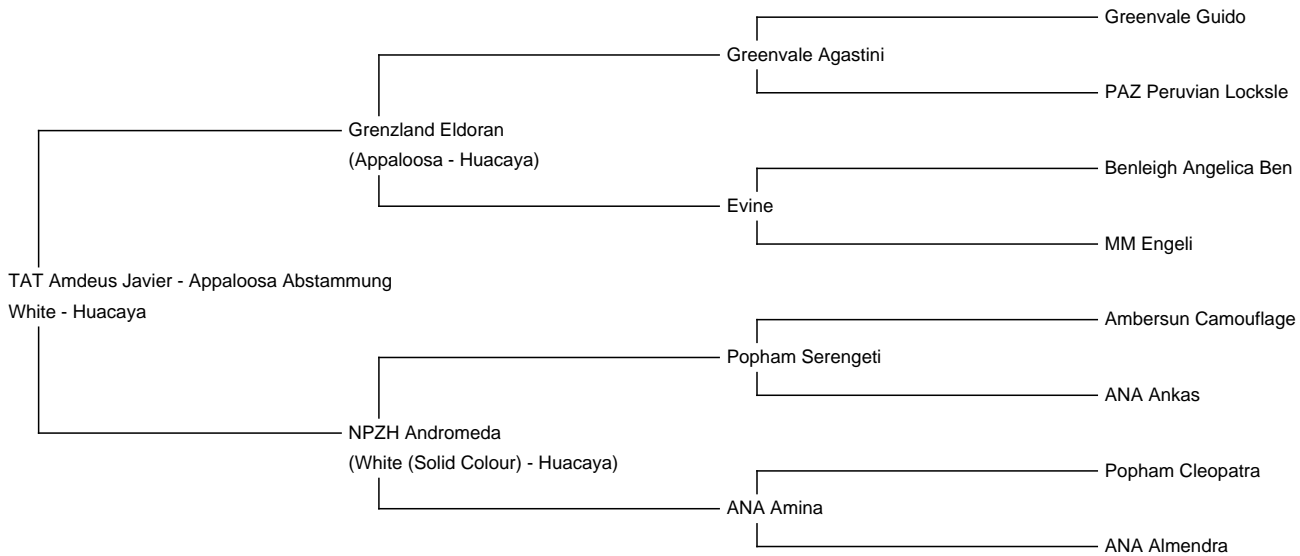 Greenvale Guido
Greenvale Agastini
PAZ Peruvian Locksle
Grenzland Eldoran
(Appaloosa - Huacaya)
Benleigh Angelica Ben
Evine
MM Engeli
TAT Amdeus Javier - Appaloosa Abstammung
White - Huacaya
Ambersun Camouflage
Popham Serengeti
ANA Ankas
NPZH Andromeda
(White (Solid Colour) - Huacaya)
Popham Cleopatra
ANA Amina
ANA Almendra